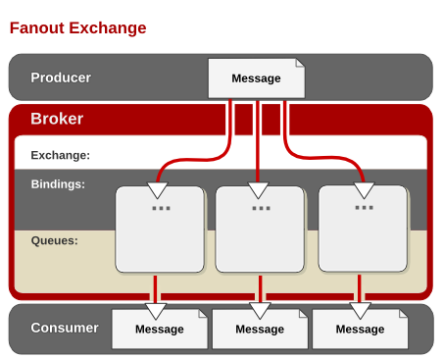 Fanout Exchange
Producer
Message
Broker
Exchange:
Bindings:
... ... ...
Queues:
Consumer
Message Message Message